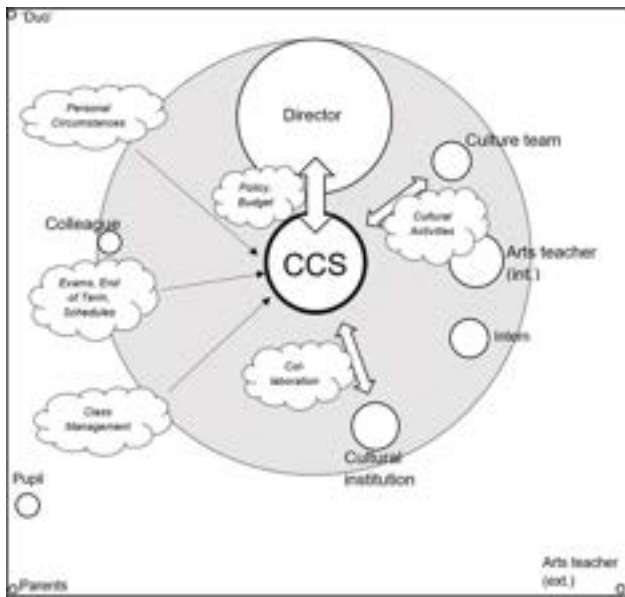 'Duo'
Personal
Circumstances
Director
Culture team
Policy,
Budget
Cultural
Activities
Colleague
CCS
Arts teacher
(int.)
Exams, End
of Term,
Schedules
Intern
Col-
laboration
Class
Management
Cultural
institution
Pupil
Parents
Arts teacher
(ext.)